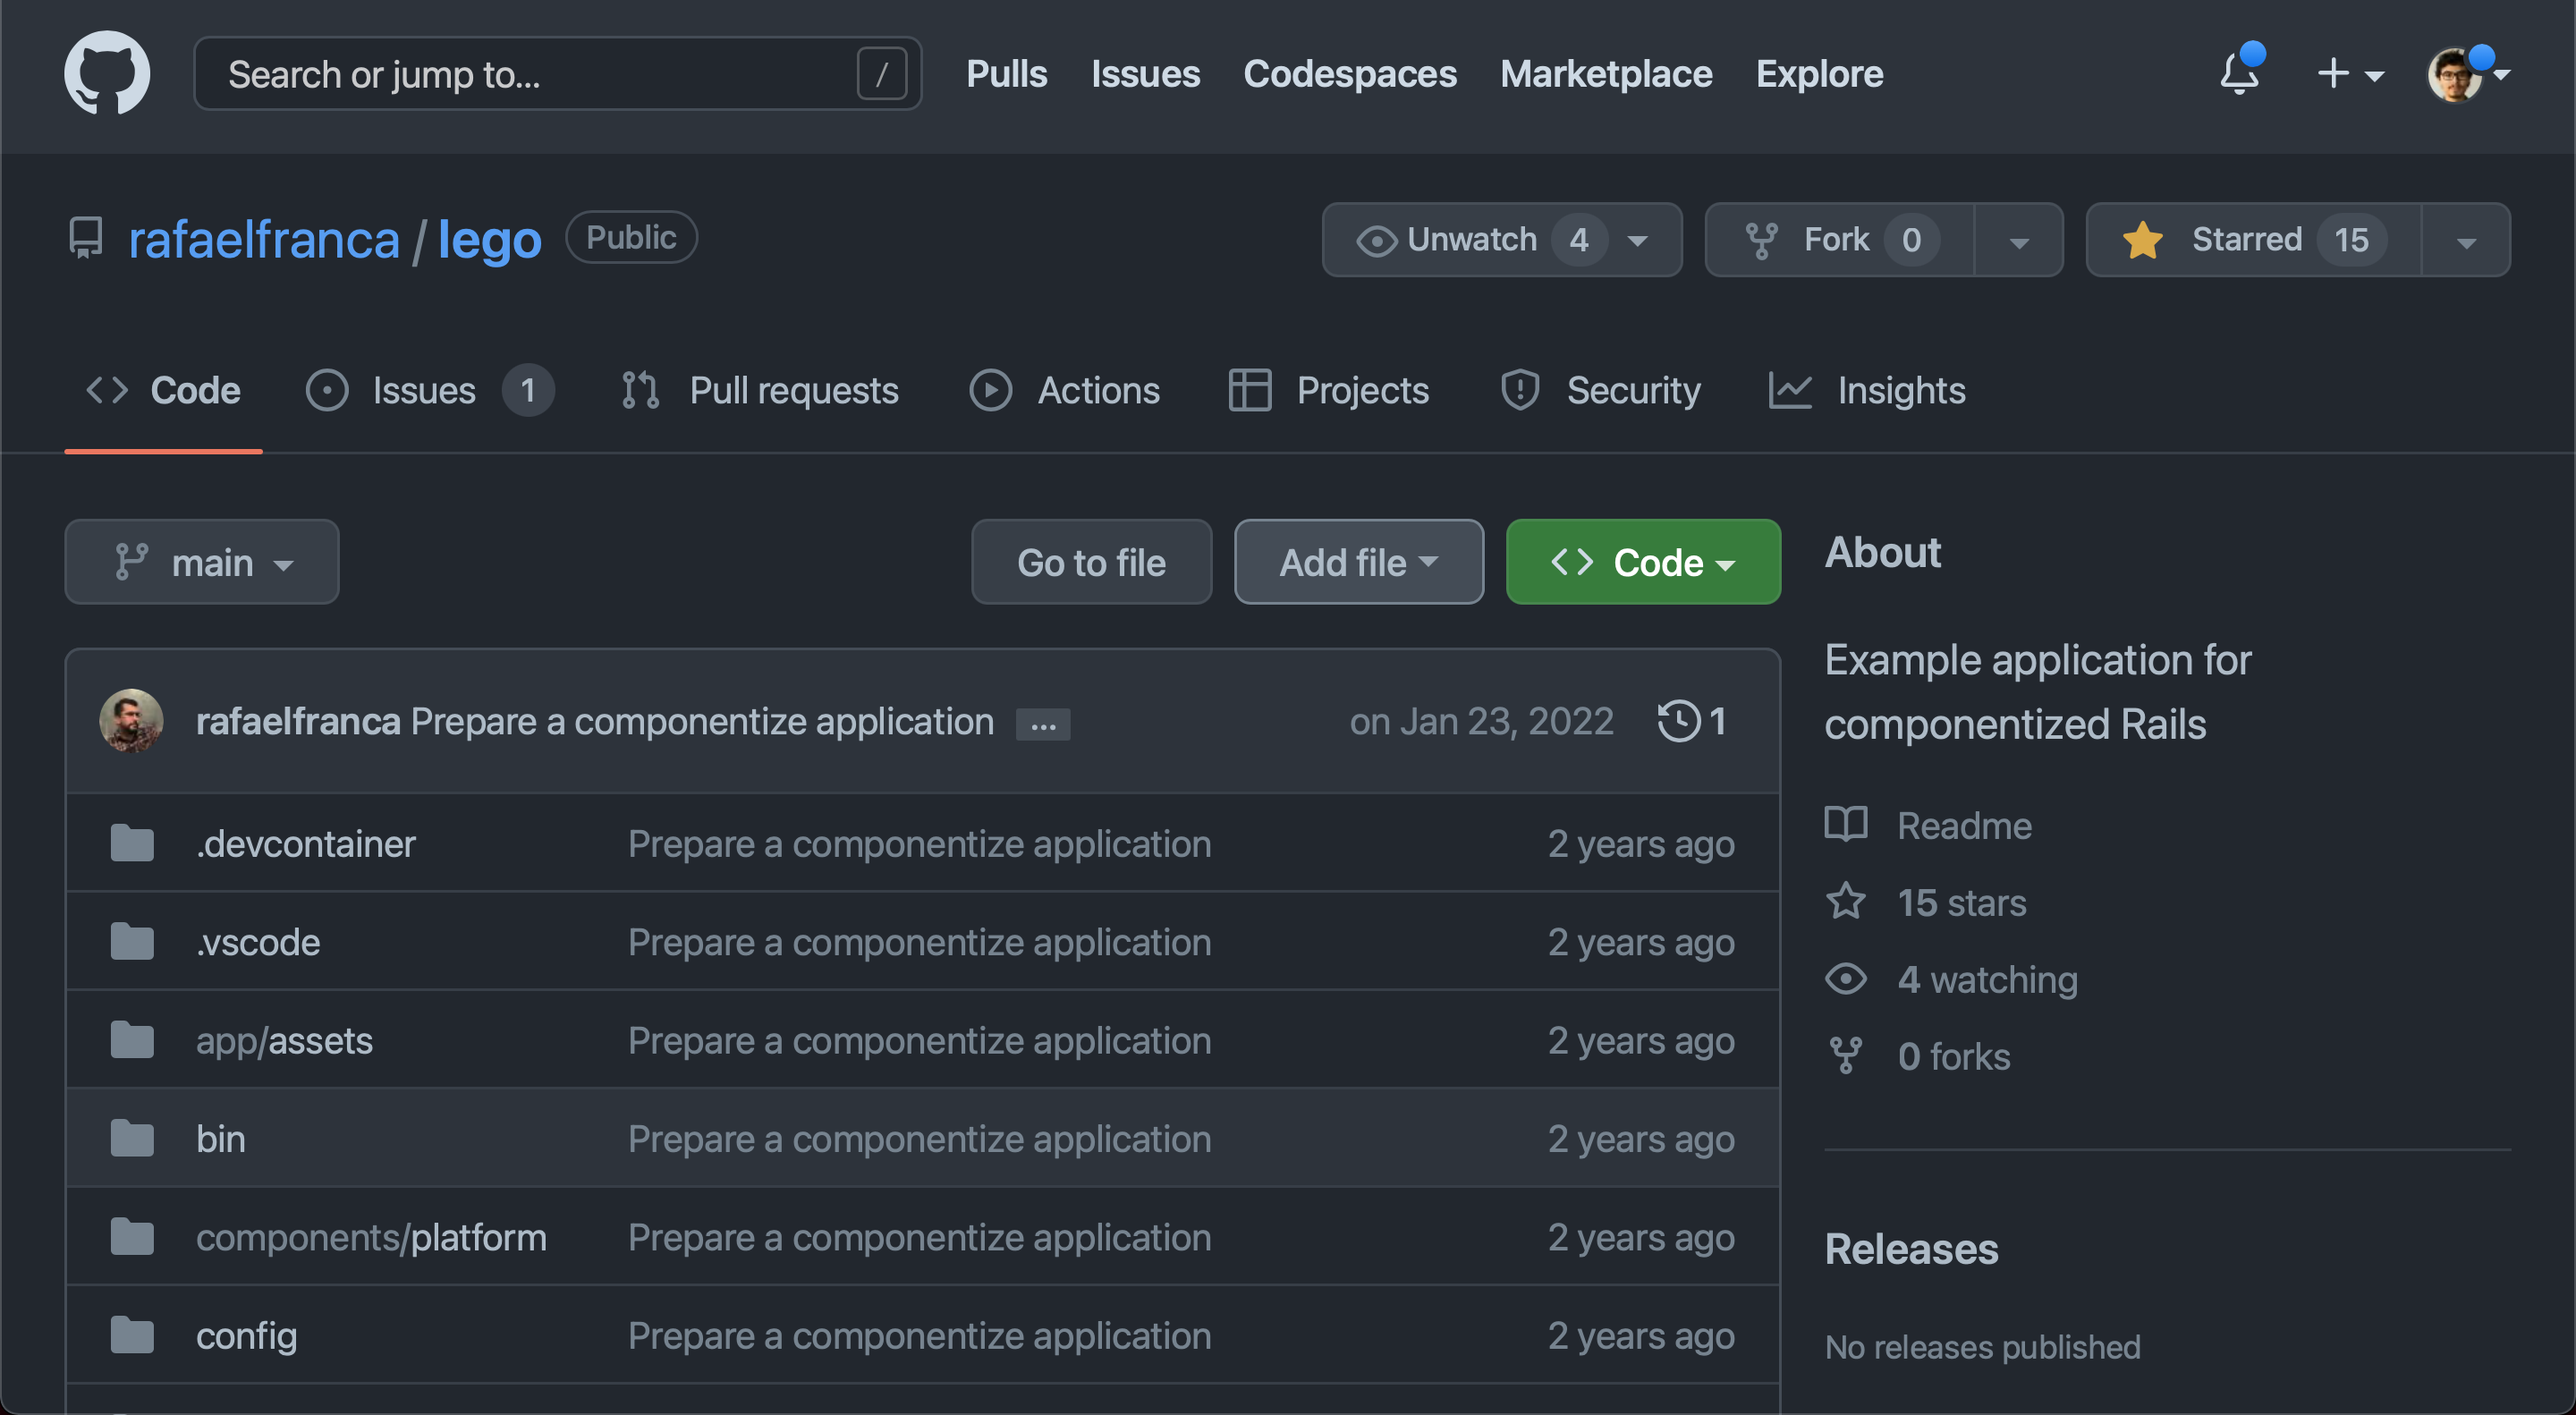 Search or jump to... / Pulls Issues Codespaces Marketplace Explore
rafaelfranca / lego Public Unwatch 4 Fork 0 Starred 15
Code Issues 1 Pull requests Actions Projects Security Insights
main Go to file Add file Code
rafaelfranca Prepare a componentize application ... on Jan 23, 2022 1
.devcontainer Prepare a componentize application 2 years ago
.vscode Prepare a componentize application 2 years ago
app/assets Prepare a componentize application 2 years ago
bin Prepare a componentize application 2 years ago
components/platform Prepare a componentize application 2 years ago
config Prepare a componentize application 2 years ago
About
Example application for
componentized Rails
Readme
15 stars
4 watching
0 forks
Releases
No releases published